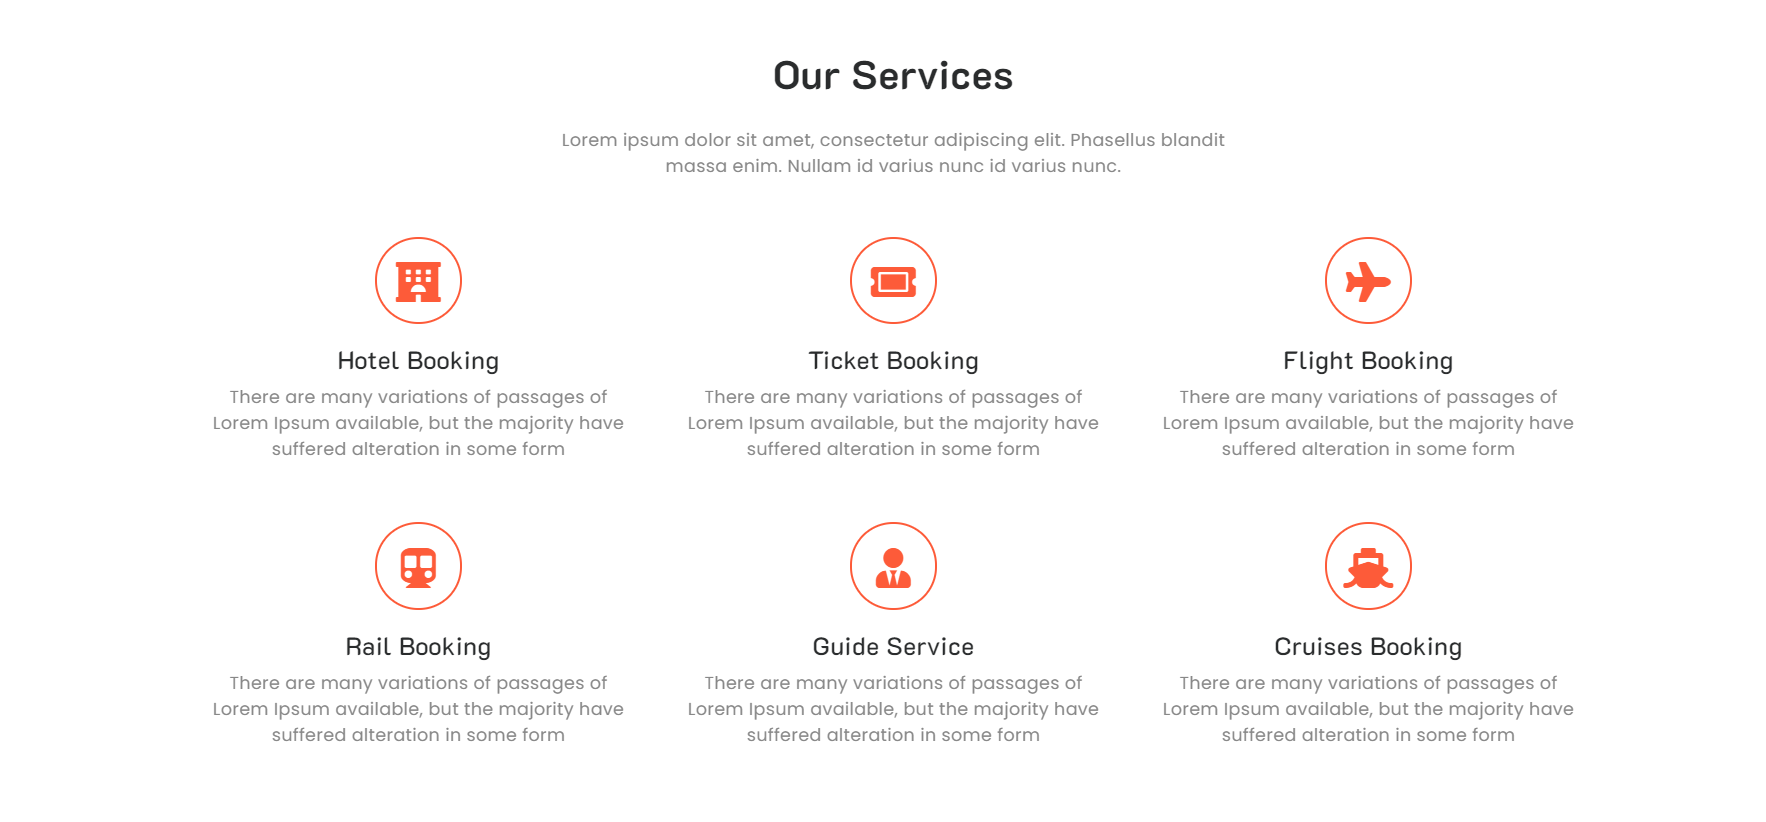 Our Services
Lorem ipsum dolor sit amet, consectetur adipiscing elit. Phasellus blandit
massa enim. Nullam id varius nunc id varius nunc.
Hotel Booking
There are many variations of passages of
Lorem Ipsum available, but the majority have
suffered alteration in some form
Ticket Booking
There are many variations of passages of
Lorem Ipsum available, but the majority have
suffered alteration in some form
Flight Booking
There are many variations of passages of
Lorem Ipsum available, but the majority have
suffered alteration in some form
Rail Booking
There are many variations of passages of
Lorem Ipsum available, but the majority have
suffered alteration in some form
Guide Service
There are many variations of passages of
Lorem Ipsum available, but the majority have
suffered alteration in some form
Cruises Booking
There are many variations of passages of
Lorem Ipsum available, but the majority have
suffered alteration in some form